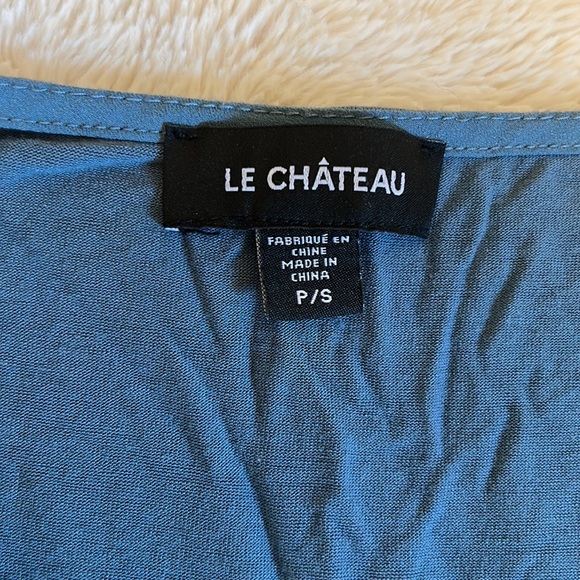 LE CHÂTEAU
FABRIQUÉ EN
CHINE
MADE IN
CHINA
P/S